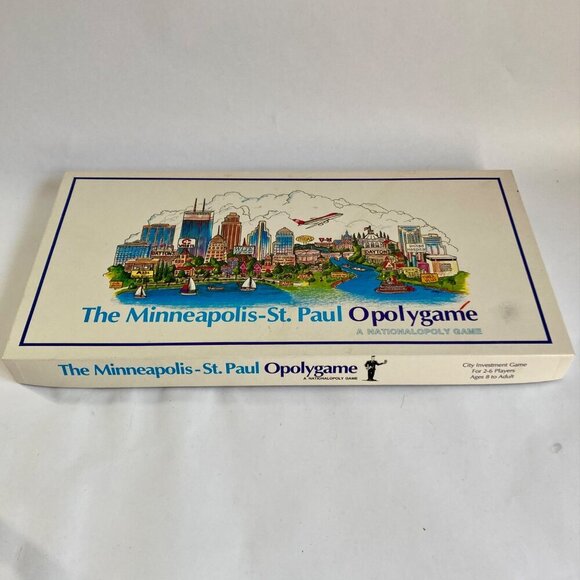 The Minneapolis-St. Paul Opolygame
A NATIONALOPOLY GAME
The Minneapolis-St. Paul Opolygame
A NATIONALOPOLY GAME
City Investment Game
For 2-6 Players
Ages 8 to Adult